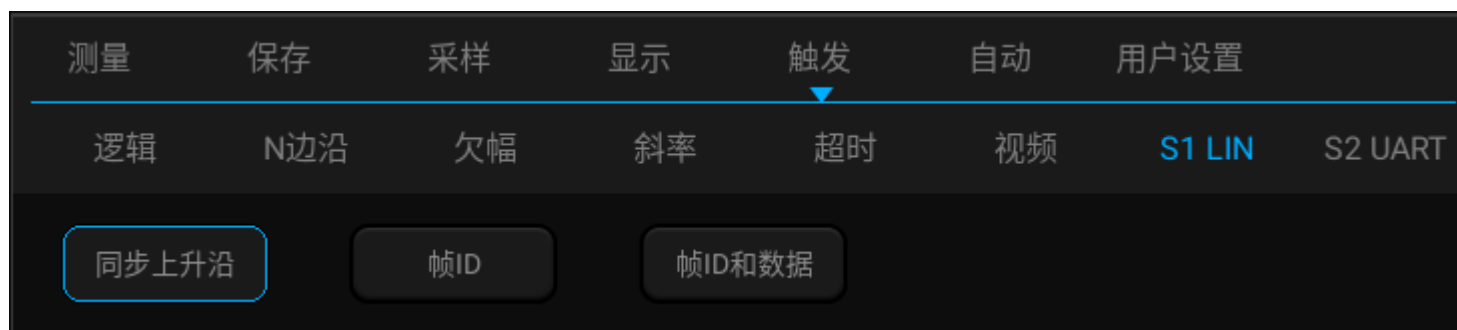 测量 保存 采样 显示 触发 自动 用户设置
逻辑 N边沿 欠幅 斜率 超时 视频 S1 LIN S2 UART
同步上升沿 帧ID 帧ID和数据